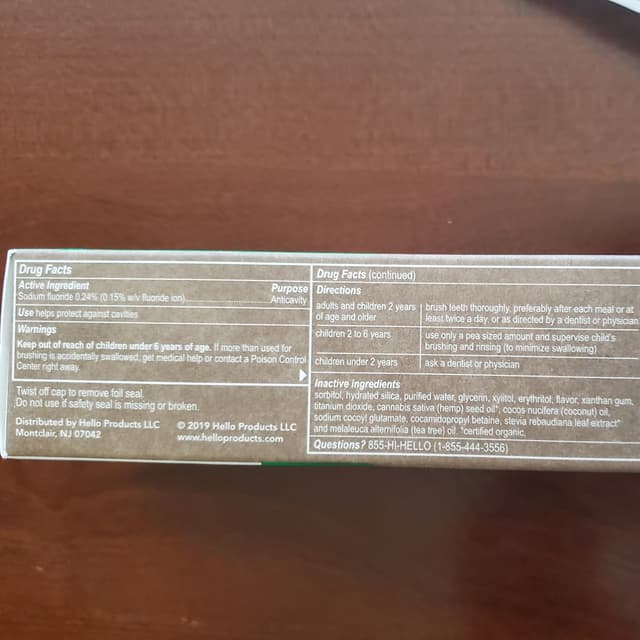 Drug Facts
Active Ingredient Purpose
Sodium fluoride 0.24% (0.15% w/v fluoride ion) Anticavity
Use helps protect against cavities
Warnings
Keep out of reach of children under 6 years of age. If more than used for
brushing is accidentally swallowed, get medical help or contact a Poison Control
Center right away.
Twist off cap to remove foil seal.
Do not use if safety seal is missing or broken.
Distributed by Hello Products LLC
Montclair, NJ 07042
© 2019 Hello Products LLC
www.helloproducts.com
Drug Facts (continued)
Directions
adults and children 2 years
of age and older
brush teeth thoroughly, preferably after each meal or at
least twice a day, or as directed by a dentist or physician
children 2 to 6 years
use only a pea sized amount and supervise child's
brushing and rinsing (to minimize swallowing)
children under 2 years
ask a dentist or physician
Inactive ingredients
sorbitol, hydrated silica, purified water, glycerin, xylitol, erythritol, flavor, xanthan gum,
titanium dioxide, cannabis sativa (hemp) seed oil*, cocos nucifera (coconut) oil,
sodium cocoyl glutamate, cocamidopropyl betaine, stevia rebaudiana leaf extract*
and melaleuca alternifolia (tea tree) oil *certified organic.
Questions? 855-HI-HELLO (1-855-444-3556)